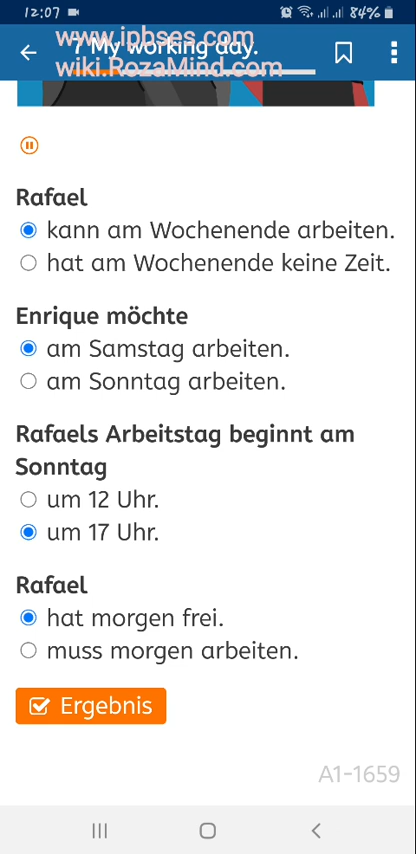 12:07
84%
7 My working day.
www.ipbses.com
wiki.RozaMind.com
Rafael
kann am Wochenende arbeiten.
hat am Wochenende keine Zeit.
Enrique möchte
am Samstag arbeiten.
am Sonntag arbeiten.
Rafaels Arbeitstag beginnt am
Sonntag
um 12 Uhr.
um 17 Uhr.
Rafael
hat morgen frei.
muss morgen arbeiten.
Ergebnis
A1-1659